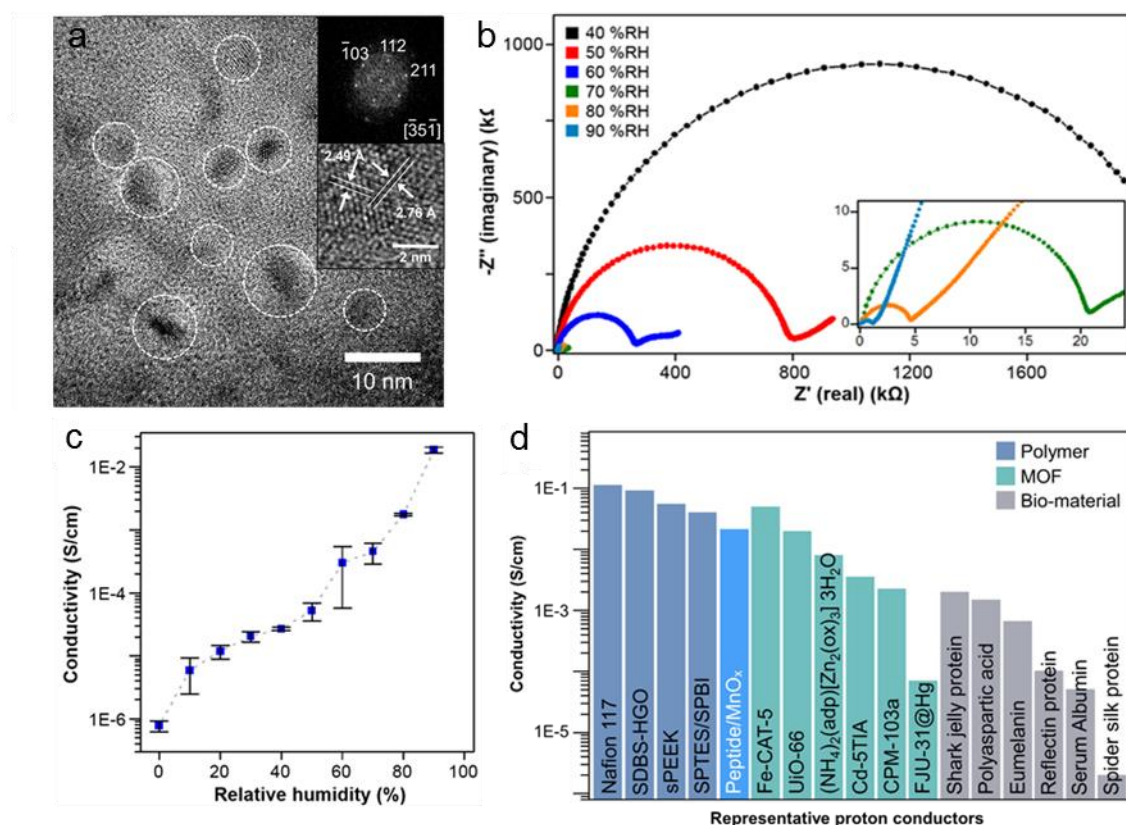 a
1̄03
112
211
[3̄51̄]
2.49 Å
2.76 Å
2 nm
10 nm
b
-Z'' (imaginary) (kΩ
1000
500
0
40 %RH
50 %RH
60 %RH
70 %RH
80 %RH
90 %RH
10
5
0
0 5 10 15 20
0 400 800 1200 1600
Z' (real) (kΩ)
c
Conductivity (S/cm)
1E-2
1E-4
1E-6
0 20 40 60 80 100
Relative humidity (%)
d
Conductivity (S/cm)
1E-1
1E-3
1E-5
Polymer
MOF
Bio-material
Nafion 117
SDBS-HGO
sPEEK
SPTES/SPBI
Peptide/MnOₓ
Fe-CAT-5
UiO-66
(NH₄)₂(adp)[Zn₂(ox)₃] 3H₂O
Cd-5TIA
CPM-103a
FJU-31@Hg
Shark jelly protein
Polyaspartic acid
Eumelanin
Reflectin protein
Serum Albumin
Spider silk protein
Representative proton conductors